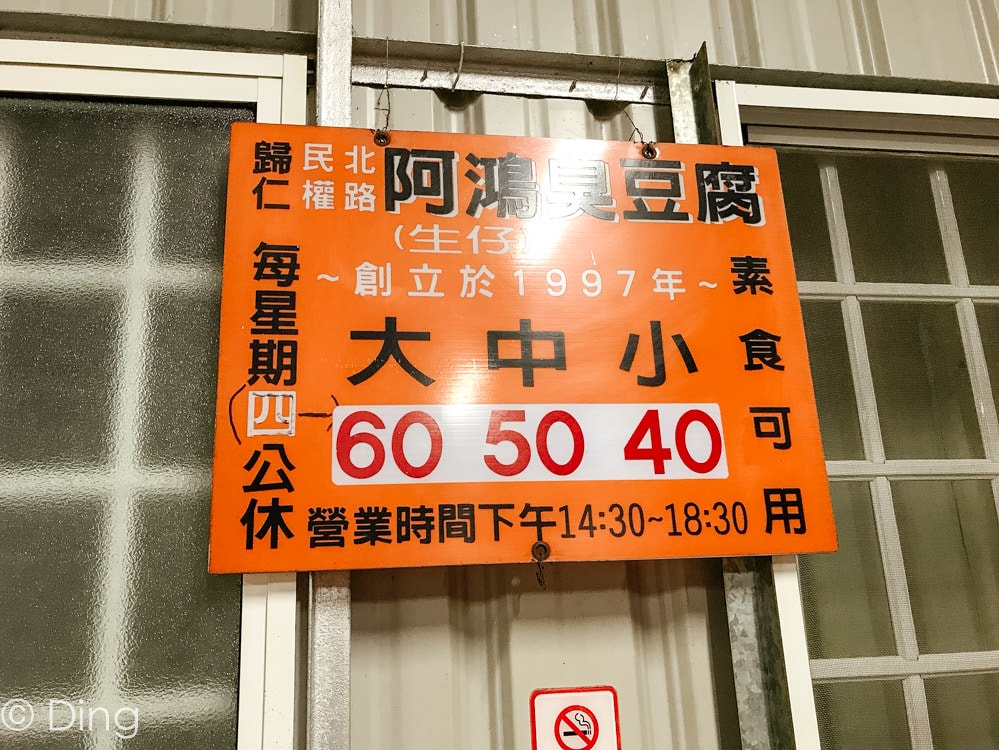 歸仁
民權
北路
阿鴻臭豆腐
(生仔)
~創立於1997年~
大 中 小
60 50 40
營業時間下午14:30~18:30
每星期四公休
素食可用
© Ding